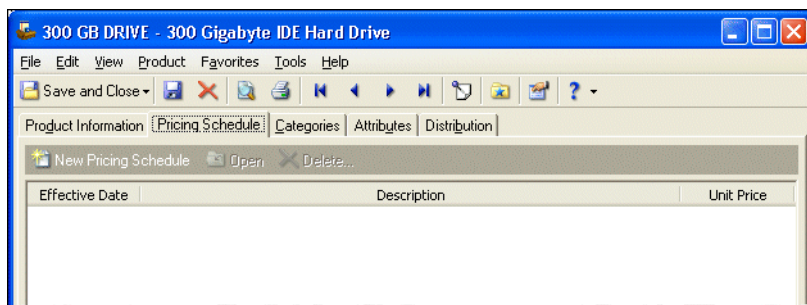 300 GB DRIVE - 300 Gigabyte IDE Hard Drive
File Edit View Product Favorites Tools Help
Save and Close ?
Product Information Pricing Schedule Categories Attributes Distribution
New Pricing Schedule Open Delete...
Effective Date Description Unit Price